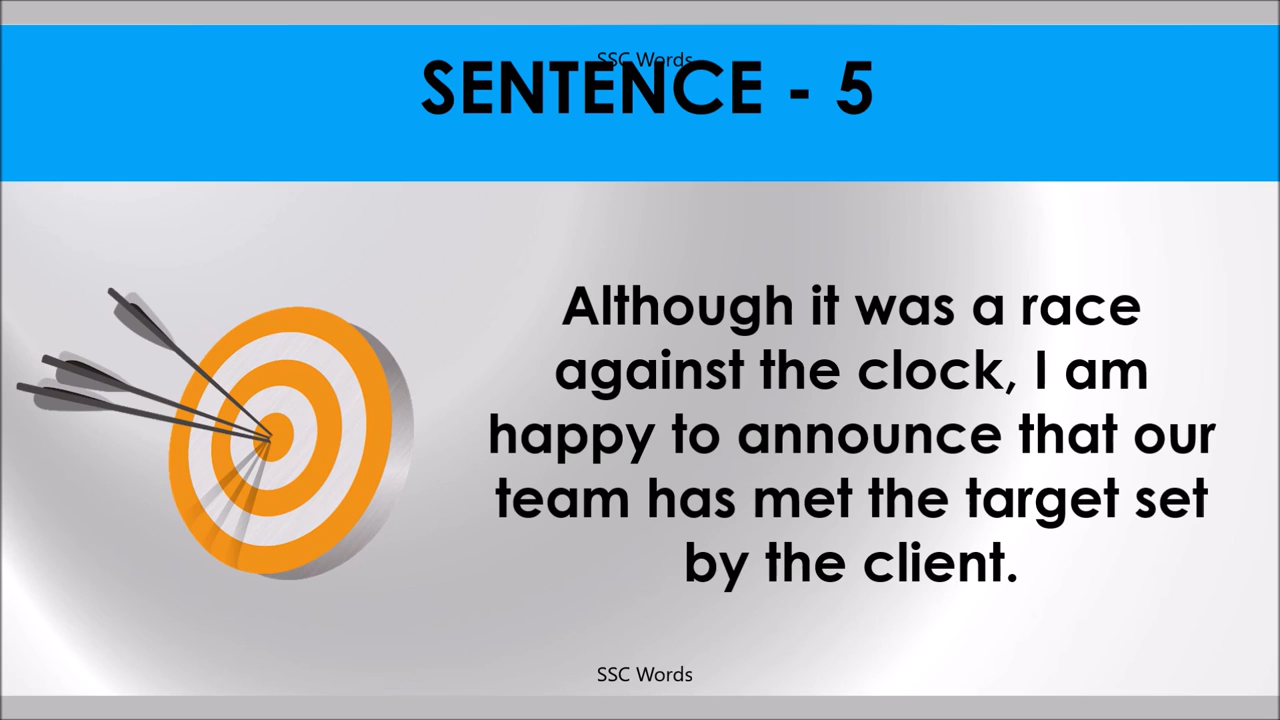 SSC Words
SENTENCE - 5
Although it was a race
against the clock, I am
happy to announce that our
team has met the target set
by the client.
SSC Words